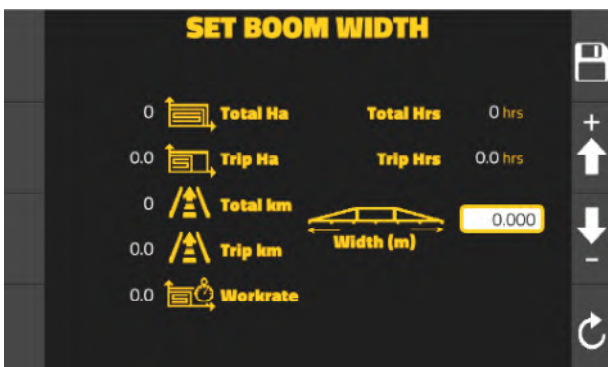 SET BOOM WIDTH
0 Total Ha Total Hrs 0 hrs
0.0 Trip Ha Trip Hrs 0.0 hrs
0 Total km
0.000
Width (m)
0.0 Trip km
0.0 Workrate
+
-